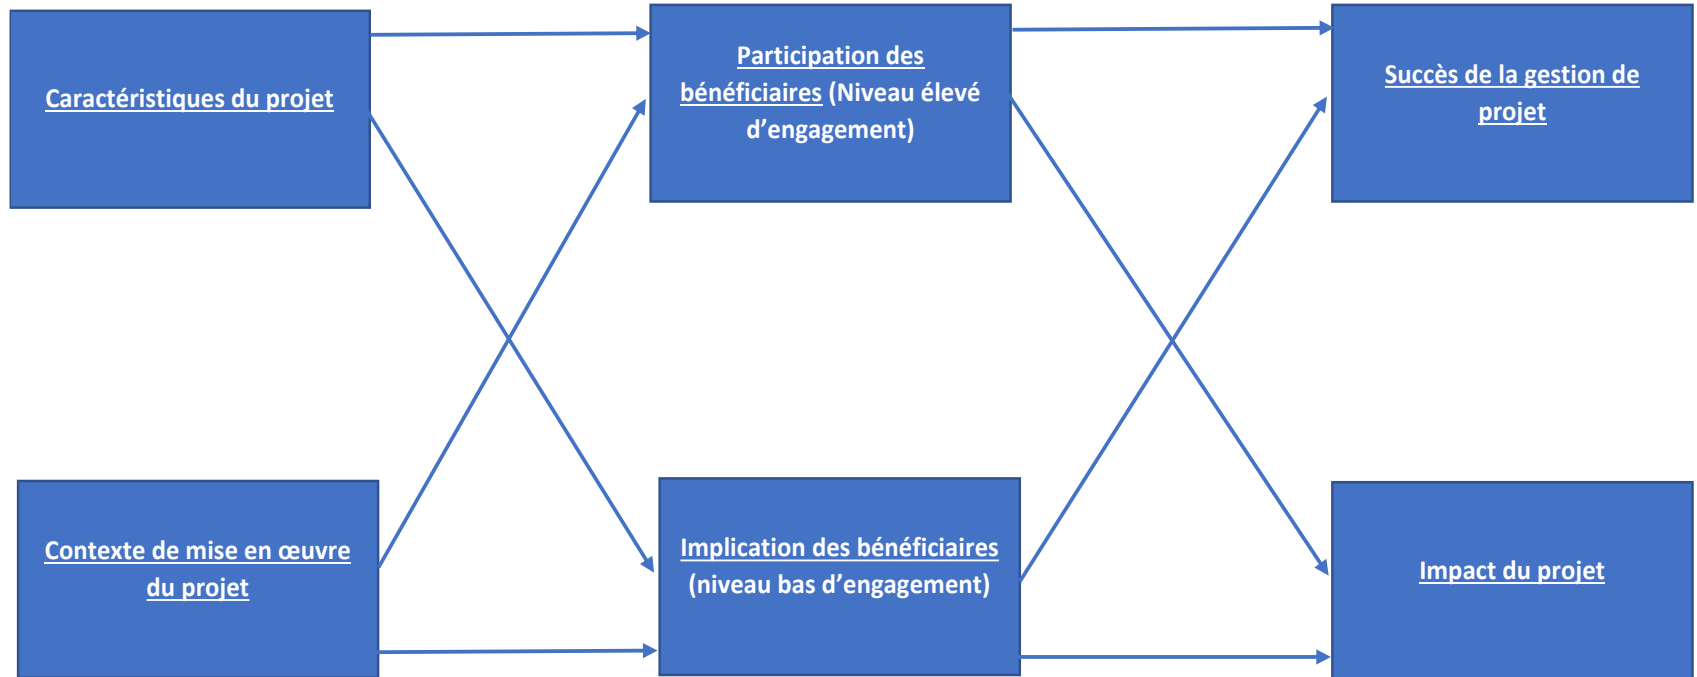 Caractéristiques du projet
Participation des
bénéficiaires (Niveau élevé
d’engagement)
Succès de la gestion de
projet
Contexte de mise en œuvre
du projet
Implication des bénéficiaires
(niveau bas d’engagement)
Impact du projet